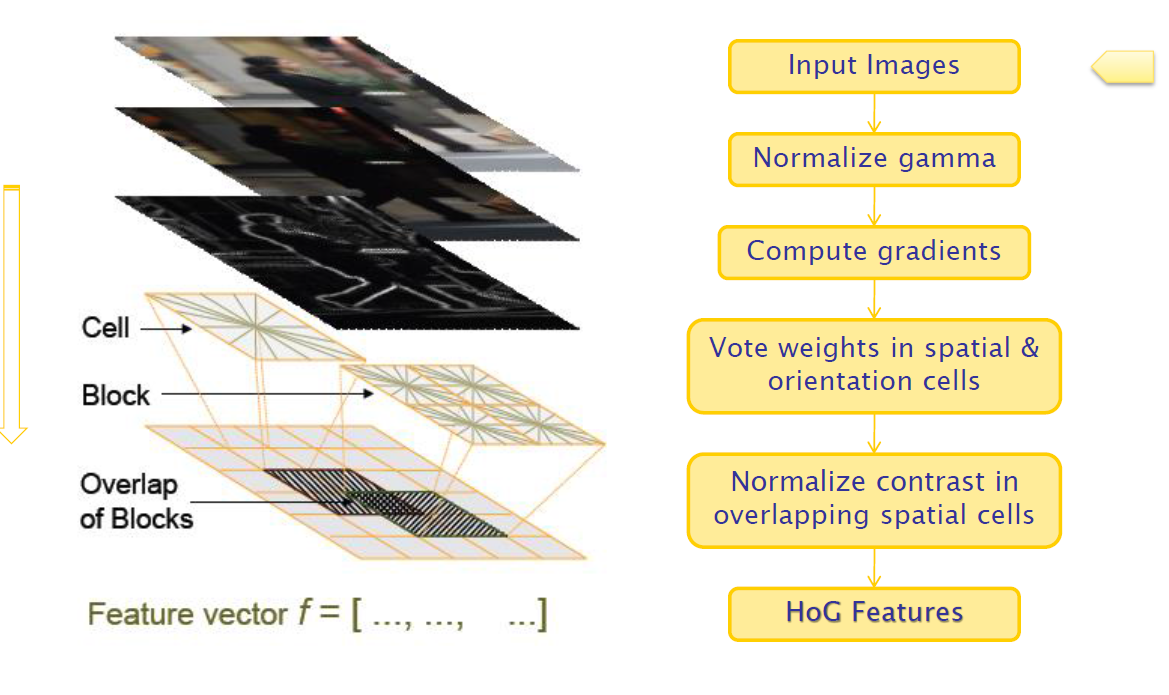 Input Images
Normalize gamma
Compute gradients
Vote weights in spatial &
orientation cells
Normalize contrast in
overlapping spatial cells
HoG Features
Cell
Block
Overlap
of Blocks
Feature vector f = [ ..., ..., ...]